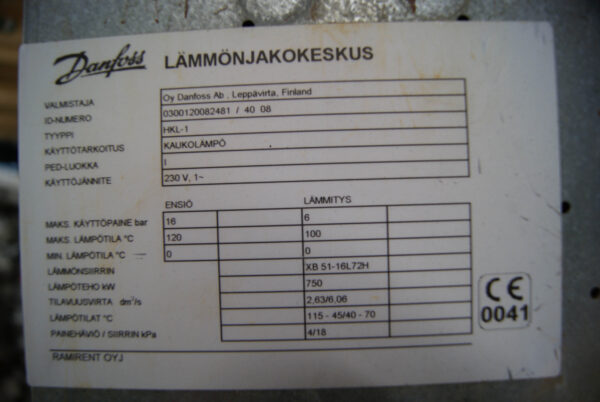 Danfoss LÄMMÖNJAKOKESKUS
VALMISTAJA Oy Danfoss Ab , Leppävirta, Finland
ID-NUMERO 0300120082481 / 40 08
TYYPPI HKL-1
KÄYTTÖTARKOITUS KAUKOLÄMPÖ
PED-LUOKKA I
KÄYTTÖJÄNNITE 230 V, 1~
ENSIÖ LÄMMITYS
MAKS. KÄYTTÖPAINE bar 16 6
MAKS. LÄMPÖTILA °C 120 100
MIN. LÄMPÖTILA °C 0 0
LÄMMÖNSIIRRIN XB 51-16L72H
LÄMPÖTEHO kW 750
TILAVUUSVIRTA dm³/s 2,63/6,06
LÄMPÖTILAT °C 115 - 45/40 - 70
PAINEHÄVIÖ / SIIRRIN kPa 4/18
CE
0041
RAMIRENT OYJ